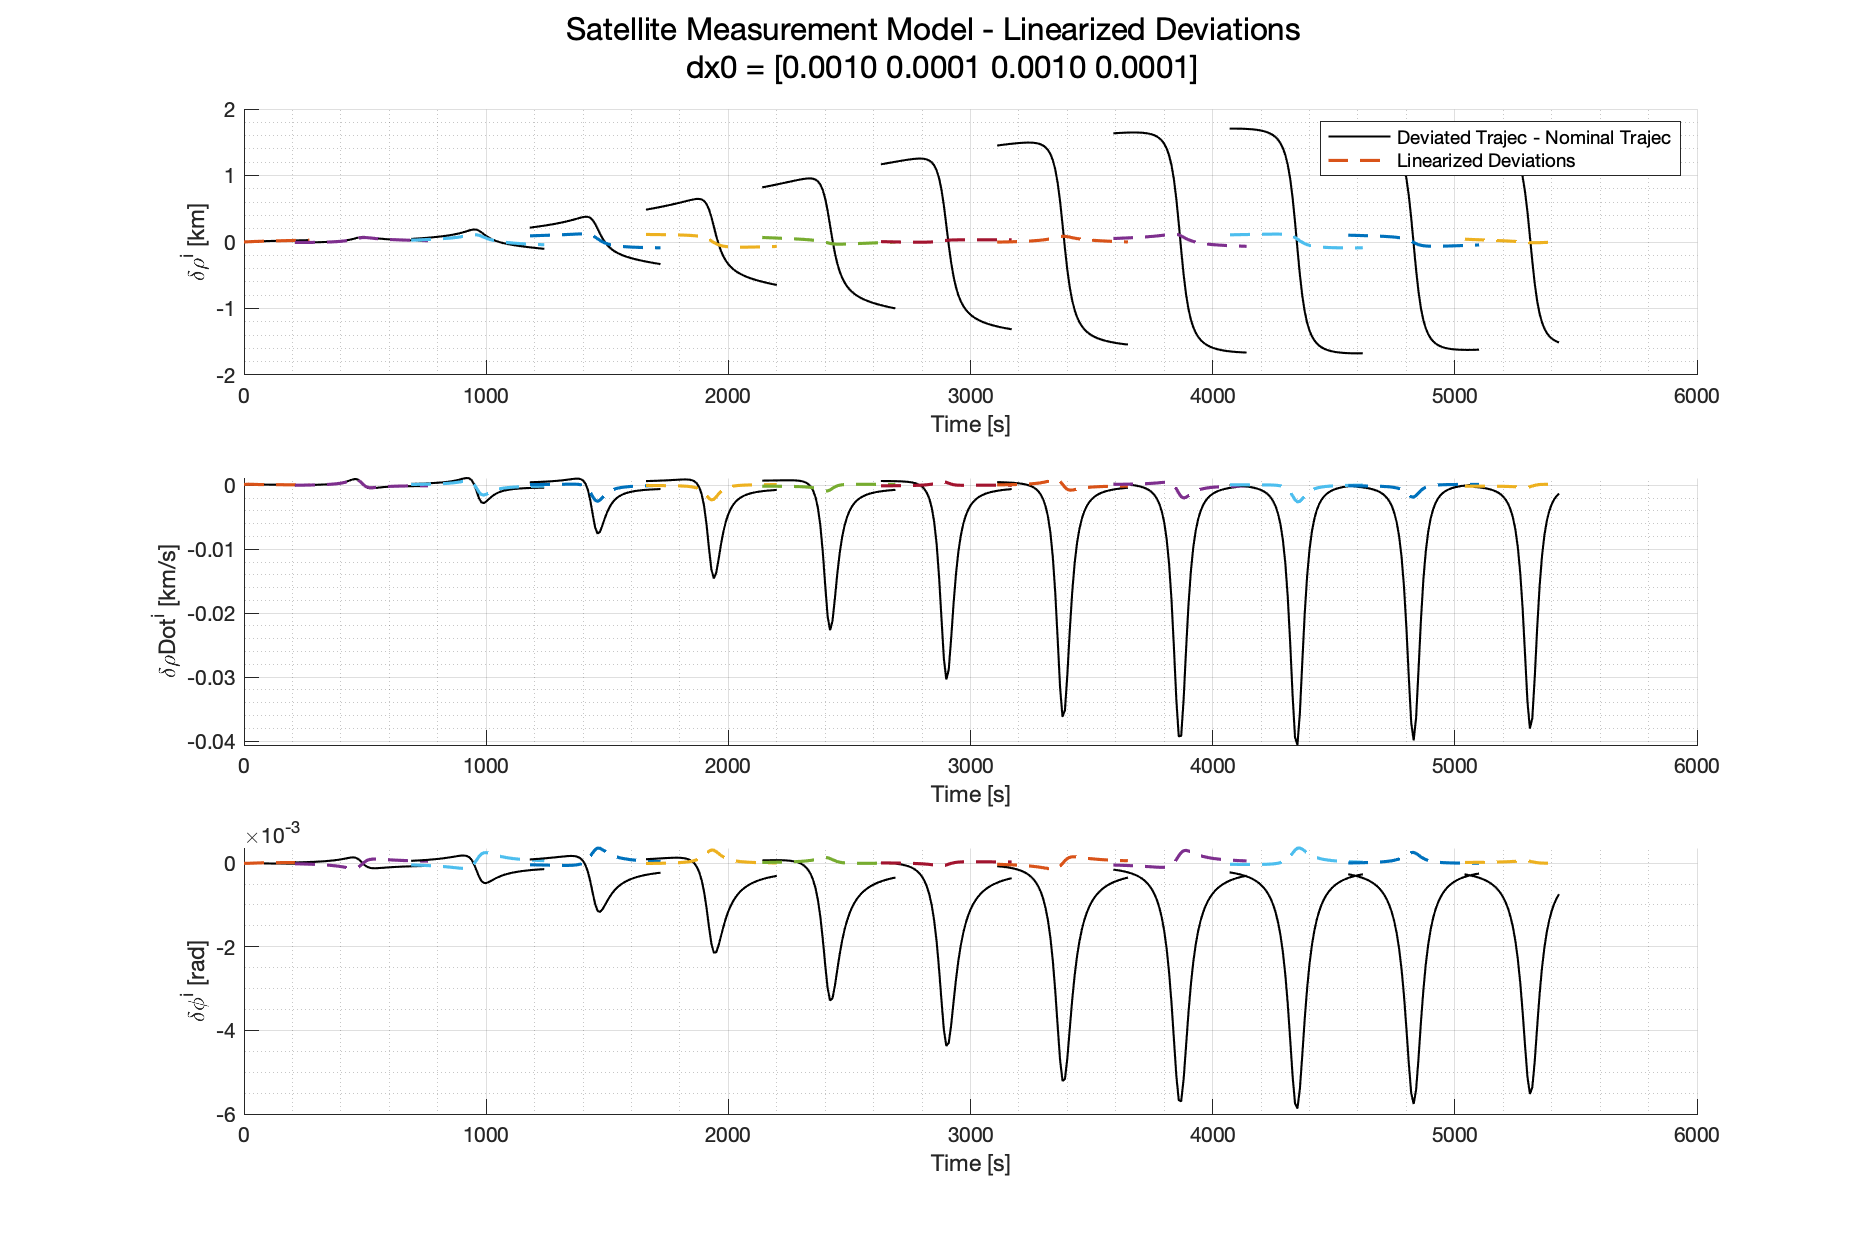 Satellite Measurement Model - Linearized Deviations
dx0 = [0.0010 0.0001 0.0010 0.0001]
2
1
0
-1
-2
δρⁱ [km]
Deviated Trajec - Nominal Trajec
Linearized Deviations
0 1000 2000 3000 4000 5000 6000
Time [s]
0
-0.01
-0.02
-0.03
-0.04
δρDotⁱ [km/s]
0 1000 2000 3000 4000 5000 6000
Time [s]
×10⁻³
0
-2
-4
-6
δϕⁱ [rad]
0 1000 2000 3000 4000 5000 6000
Time [s]